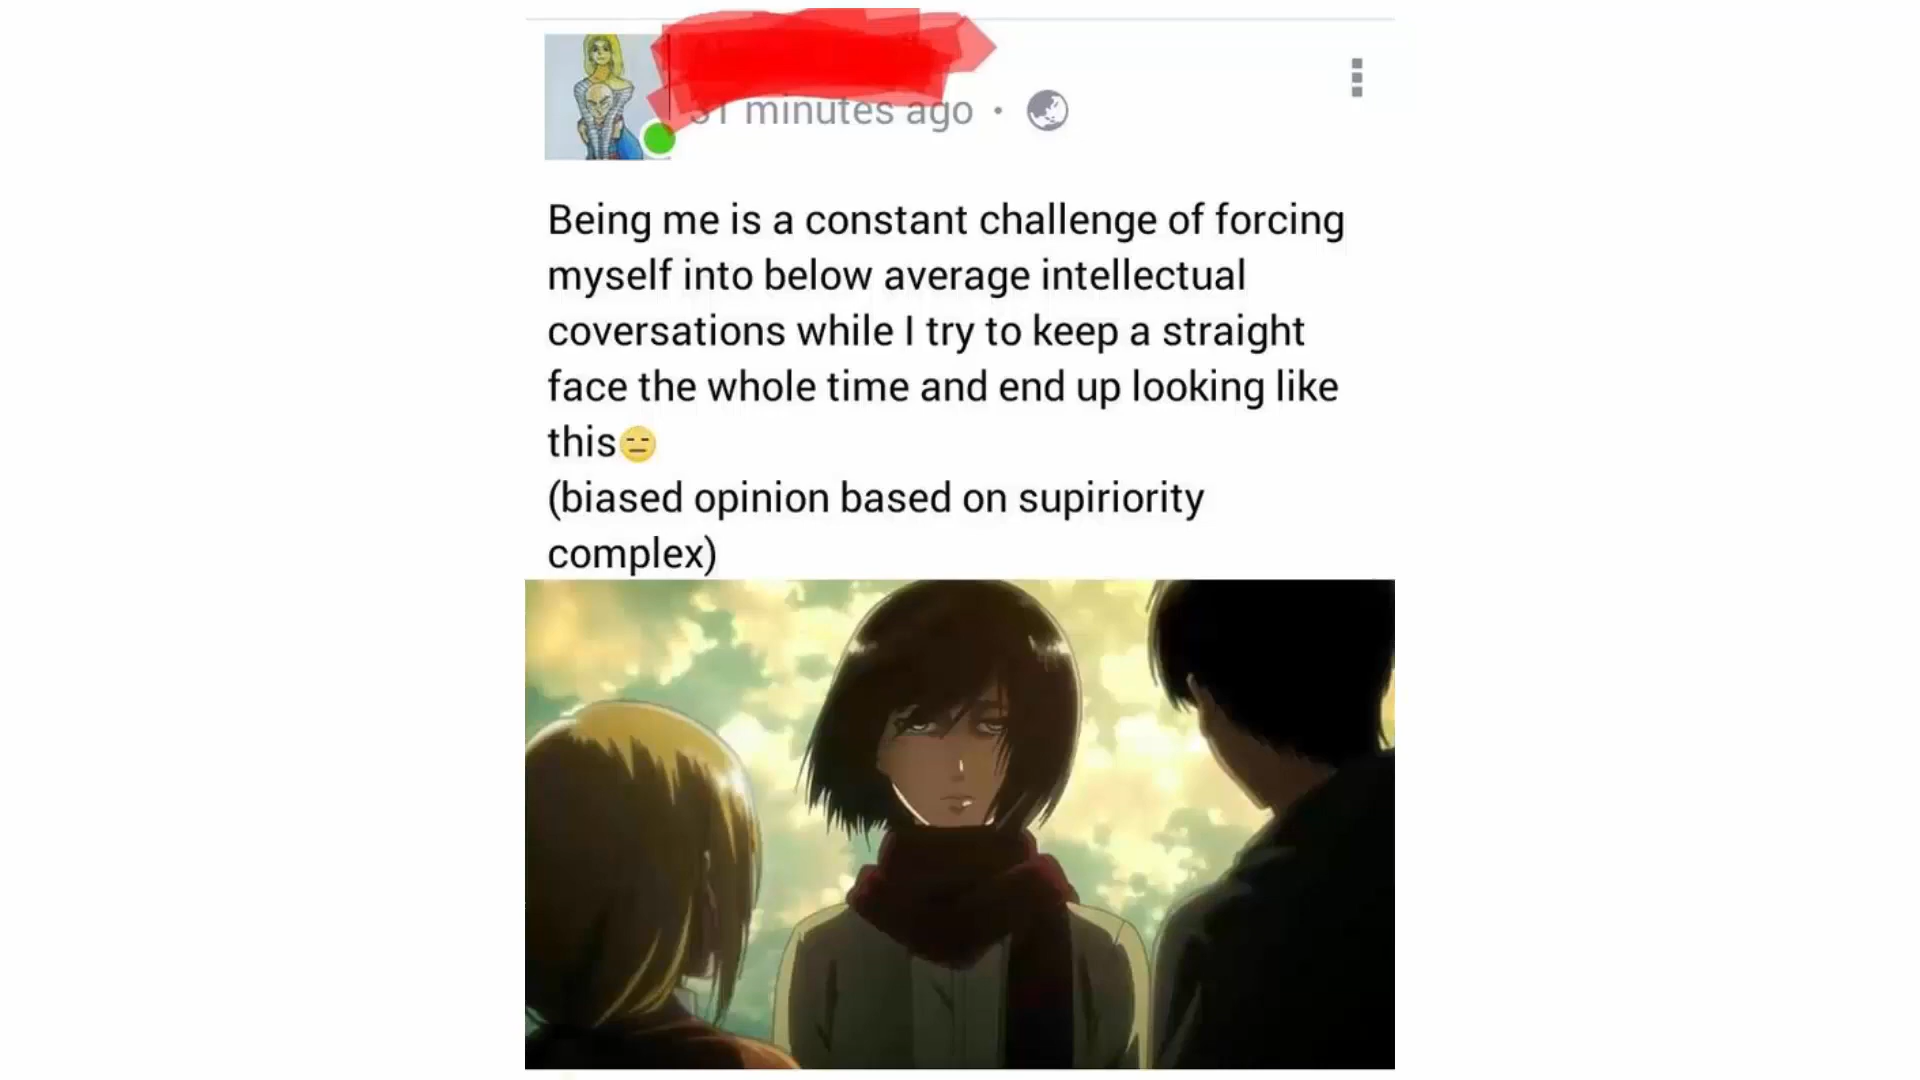 minutes ago
Being me is a constant challenge of forcing
myself into below average intellectual
coversations while I try to keep a straight
face the whole time and end up looking like
this😑
(biased opinion based on supiriority
complex)